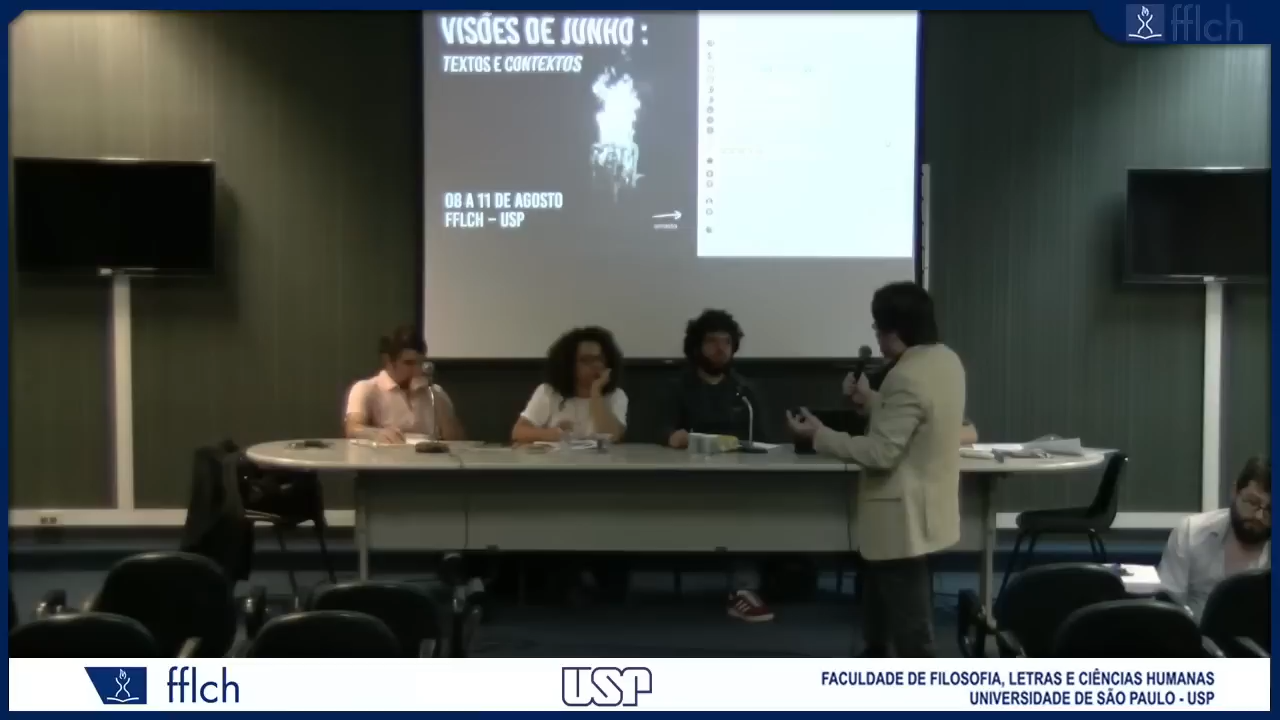 fflch
VISÕES DE JUNHO :
TEXTOS E CONTEXTOS
08 A 11 DE AGOSTO
FFLCH – USP
fflch
USP
FACULDADE DE FILOSOFIA, LETRAS E CIÊNCIAS HUMANAS
UNIVERSIDADE DE SÃO PAULO - USP